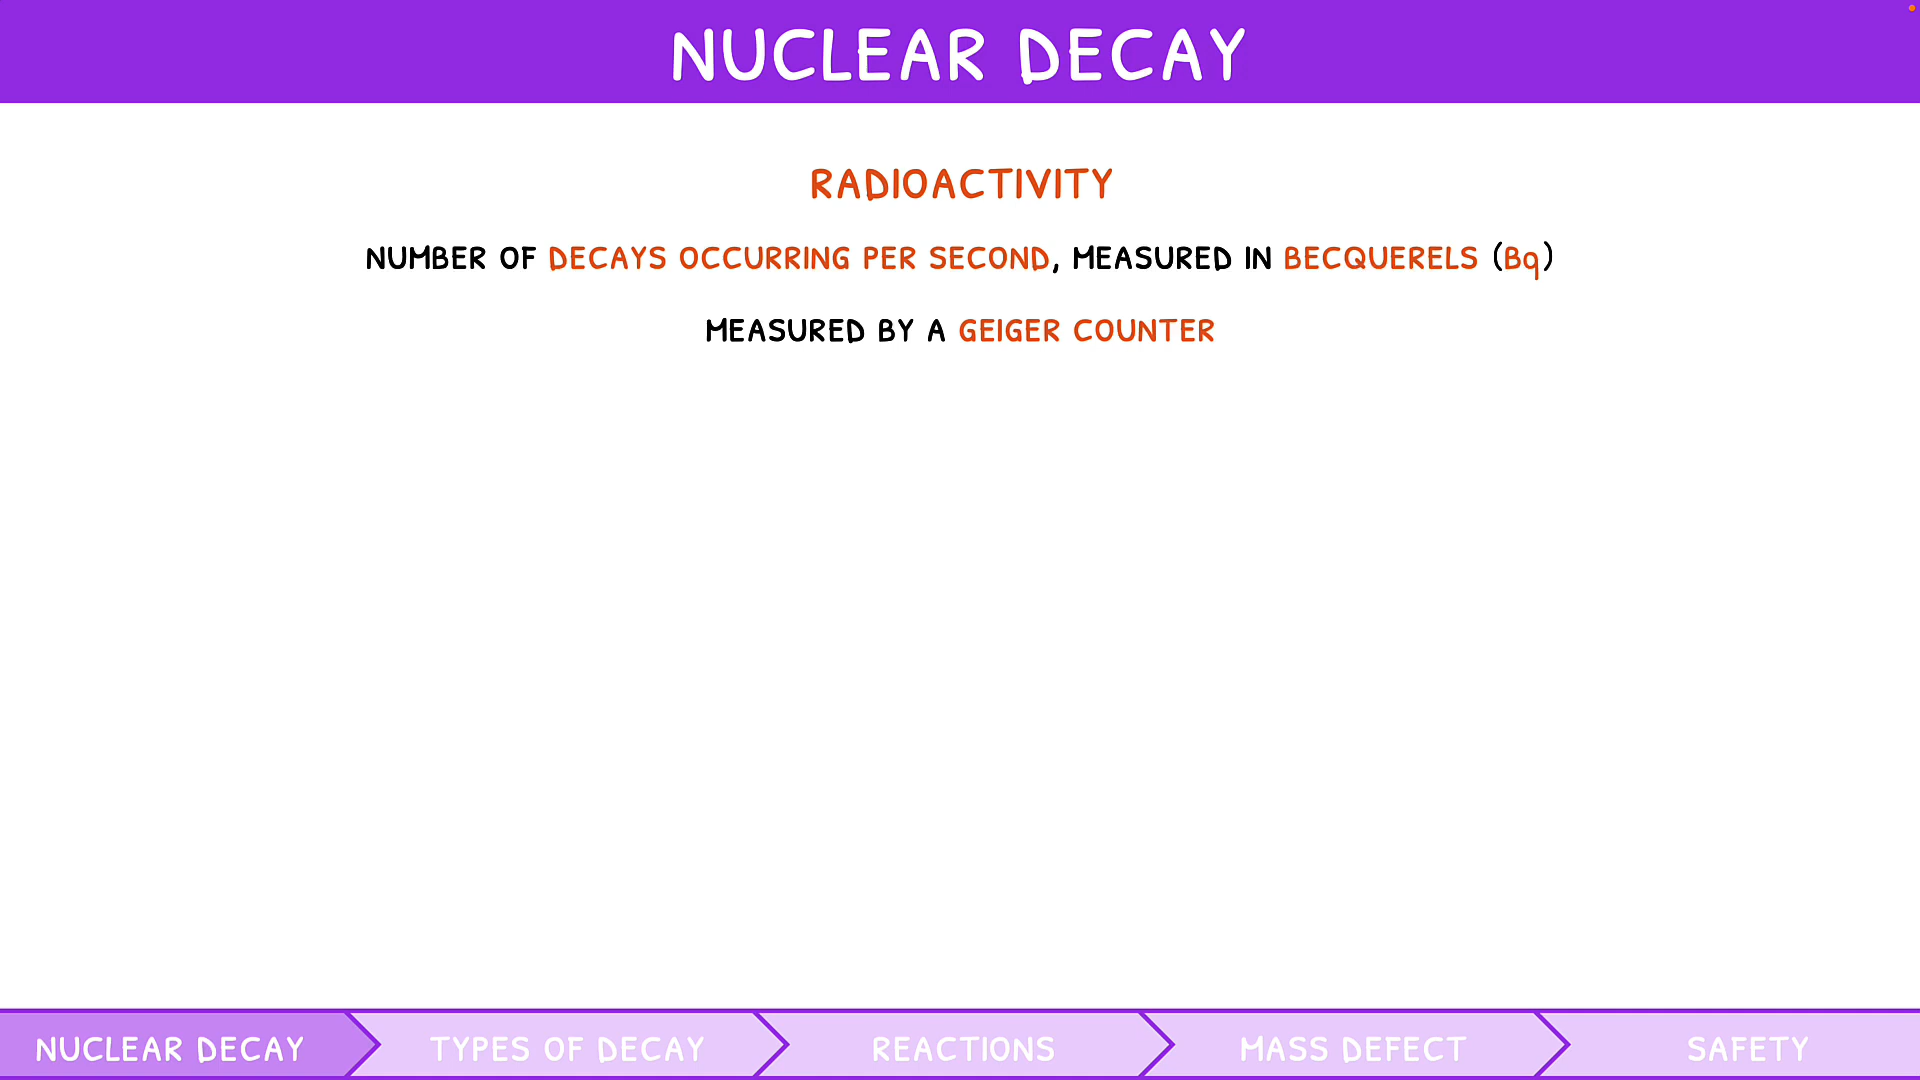 NUCLEAR DECAY
RADIOACTIVITY
NUMBER OF DECAYS OCCURRING PER SECOND, MEASURED IN BECQUERELS (Bq)
MEASURED BY A GEIGER COUNTER
NUCLEAR DECAY
TYPES OF DECAY
REACTIONS
MASS DEFECT
SAFETY